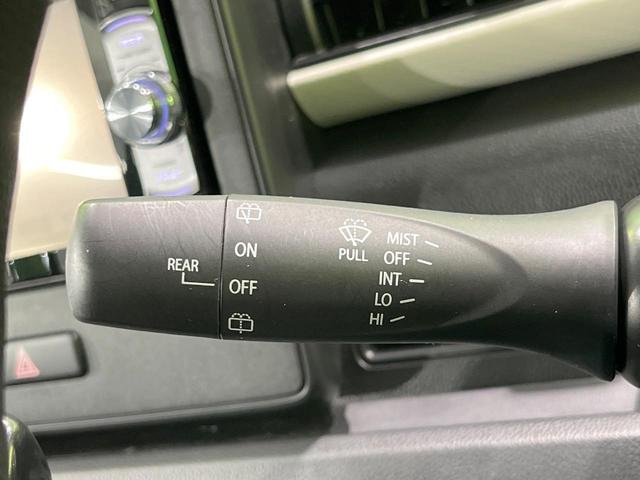 REAR
ON
OFF
PULL
MIST
OFF
INT
LO
HI